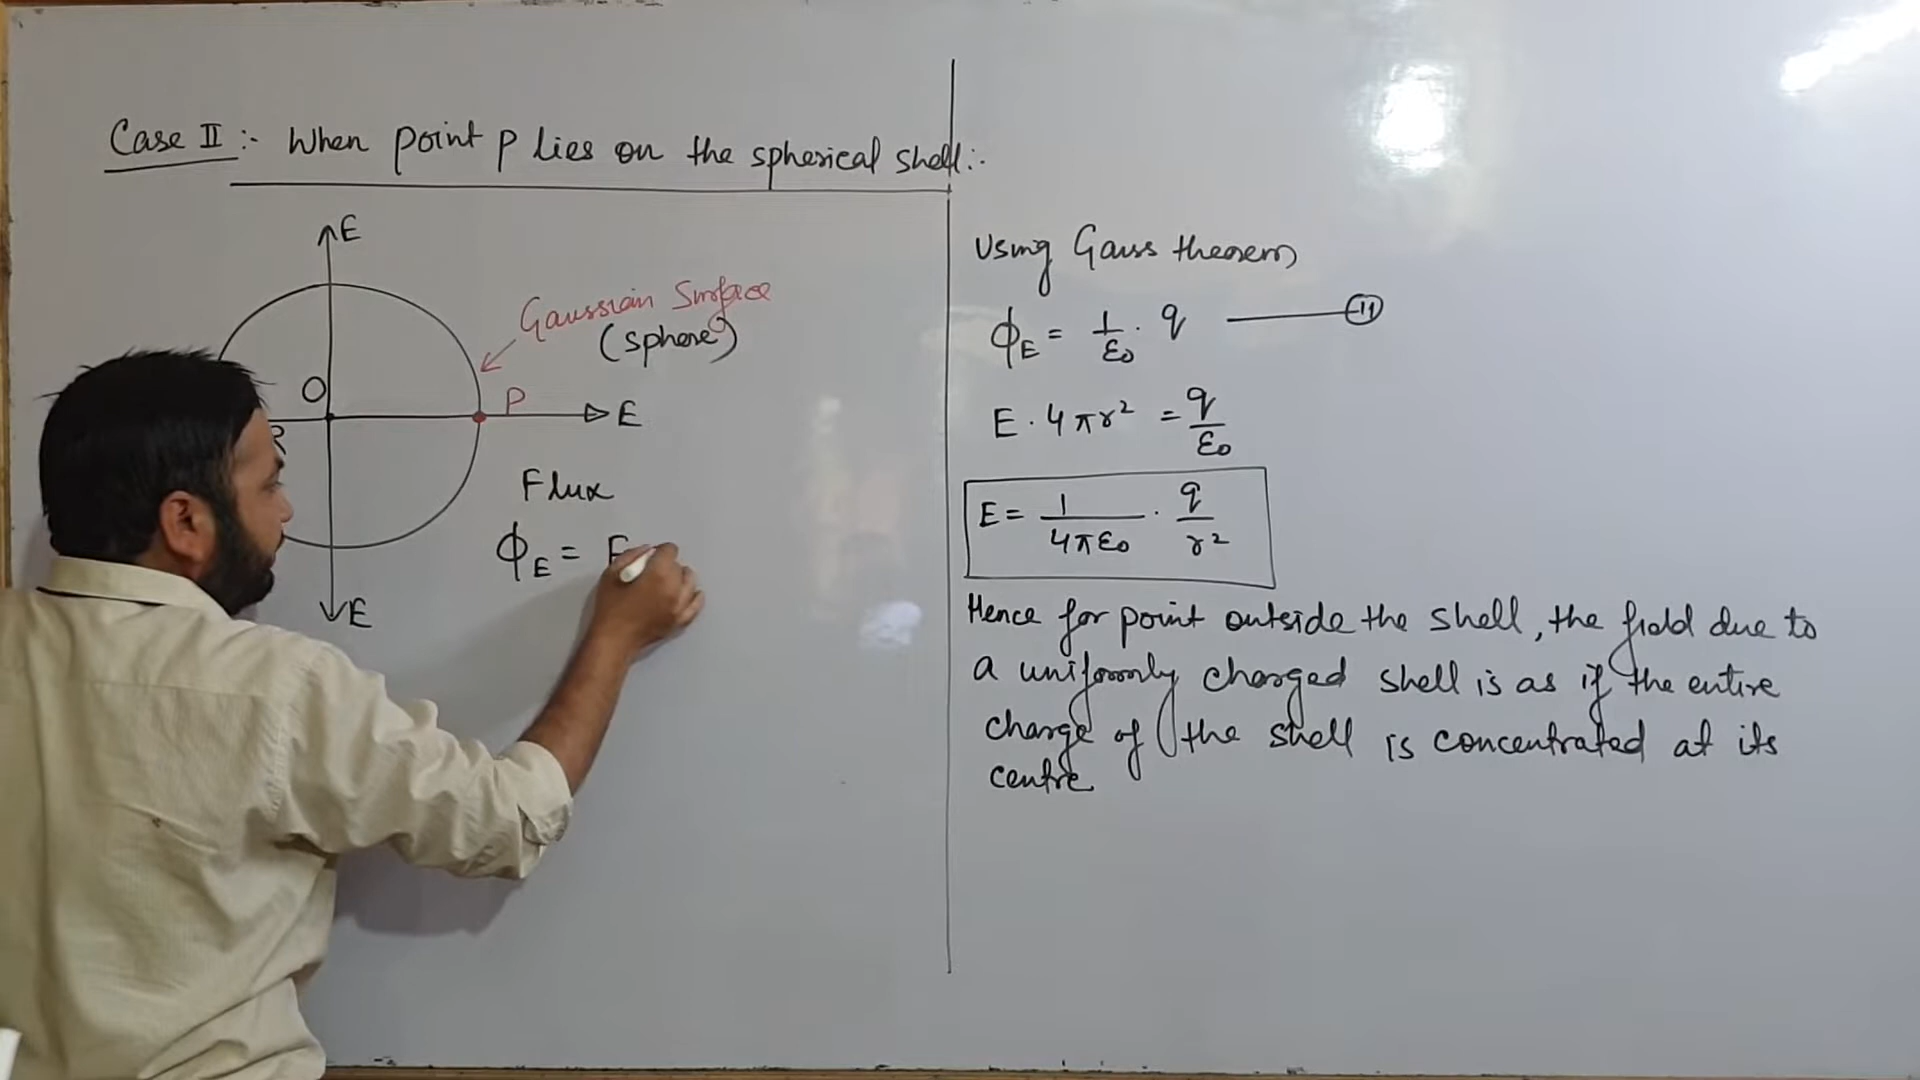 Case II :- When point P lies on the spherical shell :-
E
Gaussian Surface
(sphere)
O
P
E
R
Flux
ϕE = E
E
Using Gauss theorem
ϕE = 1/ε0 . q —— (II)
E . 4πr² = q/ε0
E = 1/4πε0 . q/r²
Hence for point outside the shell, the field due to
a uniformly charged shell is as if the entire
charge of the shell is concentrated at its
centre